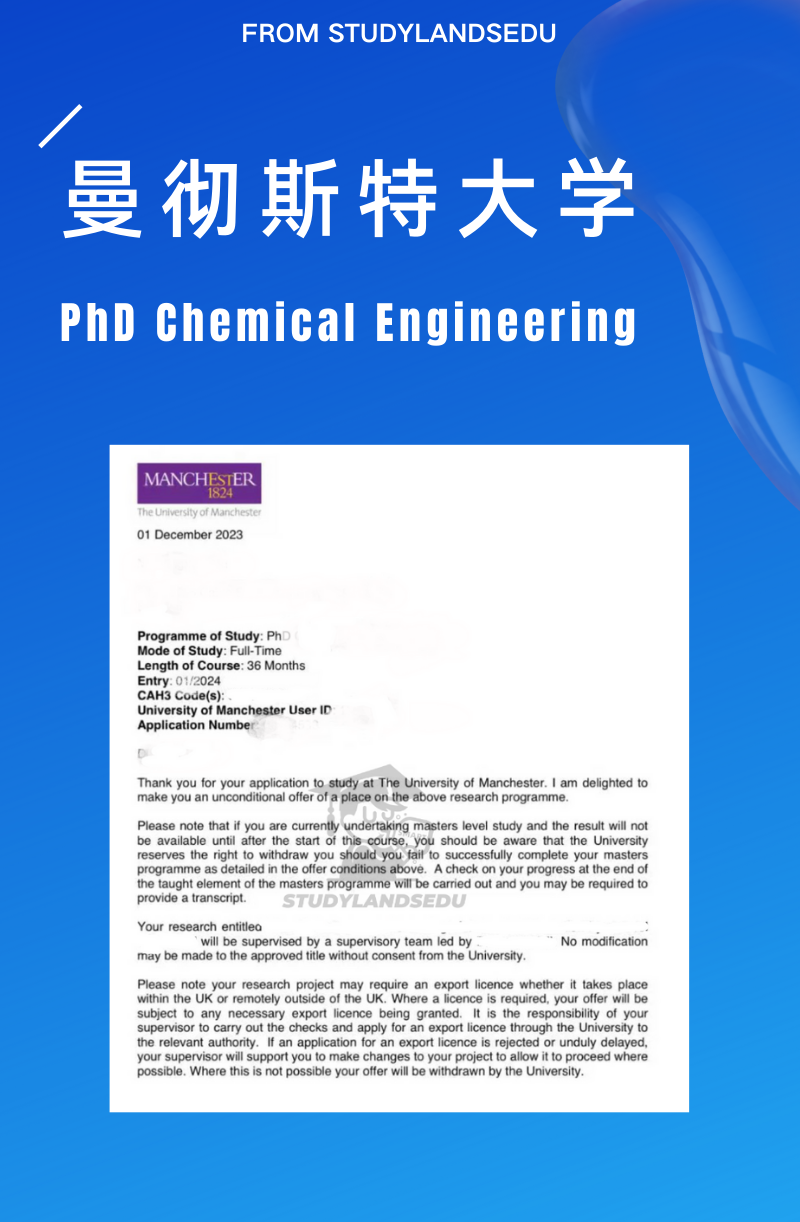 FROM STUDYLANDSEDU
曼彻斯特大学
PhD Chemical Engineering
MANCHESTER
1824
The University of Manchester
01 December 2023
Programme of Study: PhD
Mode of Study: Full-Time
Length of Course: 36 Months
Entry: 01/2024
CAH3 Code(s):
University of Manchester User ID
Application Number
Thank you for your application to study at The University of Manchester. I am delighted to
make you an unconditional offer of a place on the above research programme.
Please note that if you are currently undertaking masters level study and the result will not
be available until after the start of this course, you should be aware that the University
reserves the right to withdraw you should you fail to successfully complete your masters
programme as detailed in the offer conditions above. A check on your progress at the end of
the taught element of the masters programme will be carried out and you may be required to
provide a transcript.
STUDYLANDSEDU
Your research entitled
will be supervised by a supervisory team led by No modification
may be made to the approved title without consent from the University.
Please note your research project may require an export licence whether it takes place
within the UK or remotely outside of the UK. Where a licence is required, your offer will be
subject to any necessary export licence being granted. It is the responsibility of your
supervisor to carry out the checks and apply for an export licence through the University to
the relevant authority. If an application for an export licence is rejected or unduly delayed,
your supervisor will support you to make changes to your project to allow it to proceed where
possible. Where this is not possible your offer will be withdrawn by the University.